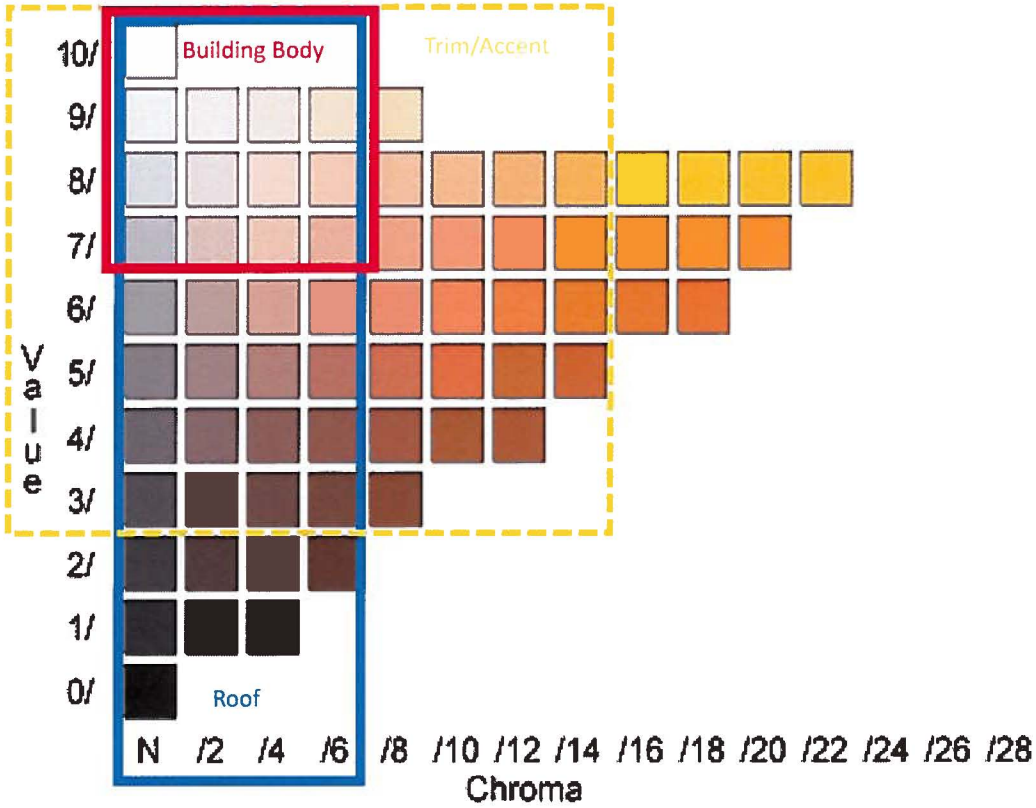 10/
Building Body
Trim/Accent
9/
8/
7/
6/
5/
4/
3/
2/
1/
0/
Value
Roof
N /2 /4 /6 /8 /10 /12 /14 /16 /18 /20 /22 /24 /26 /28
Chroma